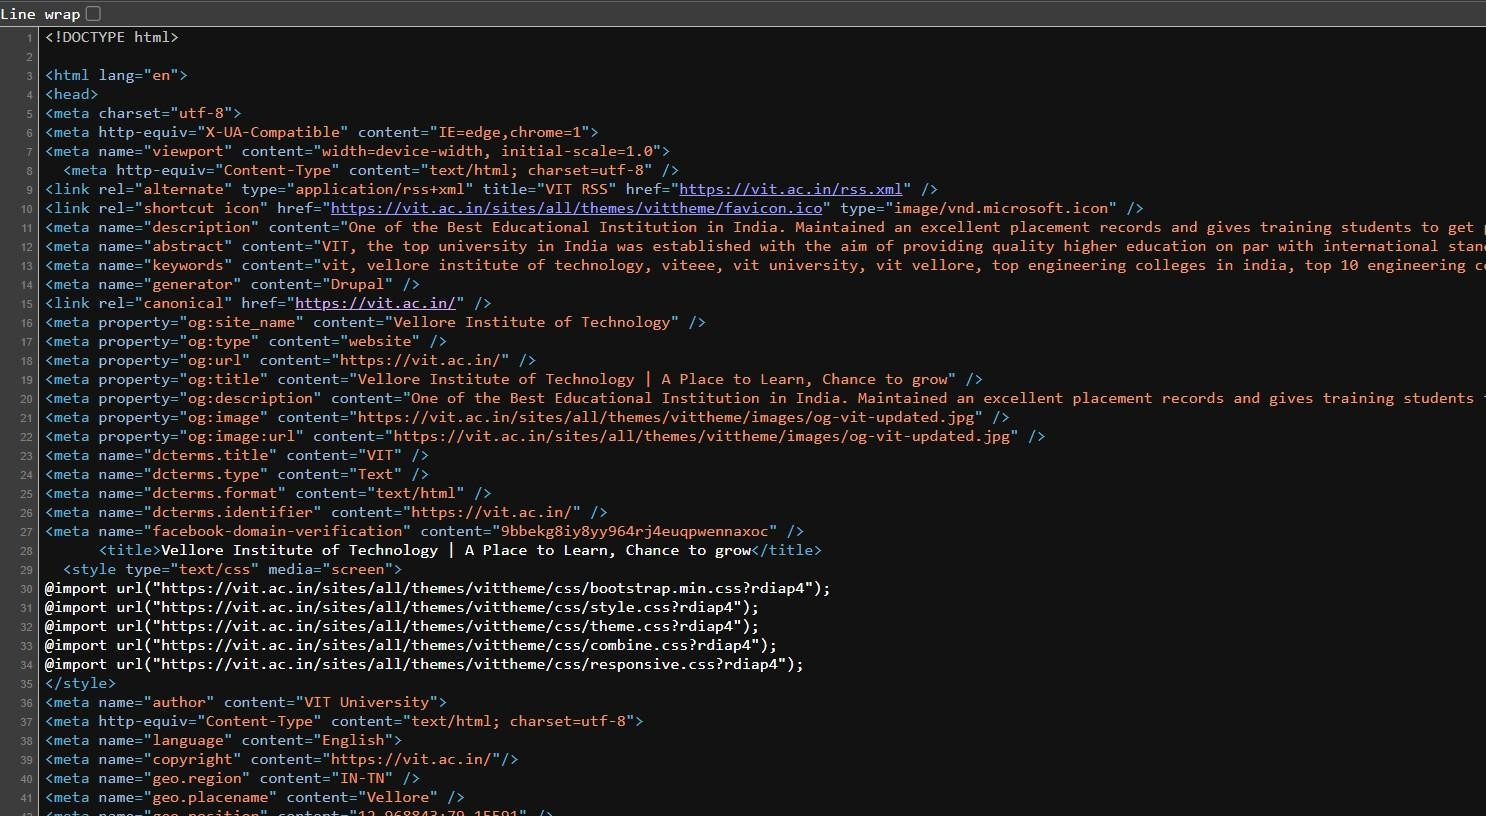 Line wrap
1 <!DOCTYPE html>
2
3 <html lang="en">
4 <head>
5 <meta charset="utf-8">
6 <meta http-equiv="X-UA-Compatible" content="IE=edge,chrome=1">
7 <meta name="viewport" content="width=device-width, initial-scale=1.0">
8 <meta http-equiv="Content-Type" content="text/html; charset=utf-8" />
9 <link rel="alternate" type="application/rss+xml" title="VIT RSS" href="https://vit.ac.in/rss.xml" />
10 <link rel="shortcut icon" href="https://vit.ac.in/sites/all/themes/vittheme/favicon.ico" type="image/vnd.microsoft.icon" />
11 <meta name="description" content="One of the Best Educational Institution in India. Maintained an excellent placement records and gives training students to get
12 <meta name="abstract" content="VIT, the top university in India was established with the aim of providing quality higher education on par with international
13 <meta name="keywords" content="vit, vellore institute of technology, viteee, vit university, vit vellore, top engineering colleges in india, top 10 engineering
14 <meta name="generator" content="Drupal" />
15 <link rel="canonical" href="https://vit.ac.in/" />
16 <meta property="og:site_name" content="Vellore Institute of Technology" />
17 <meta property="og:type" content="website" />
18 <meta property="og:url" content="https://vit.ac.in/" />
19 <meta property="og:title" content="Vellore Institute of Technology | A Place to Learn, Chance to grow" />
20 <meta property="og:description" content="One of the Best Educational Institution in India. Maintained an excellent placement records and gives training students
21 <meta property="og:image" content="https://vit.ac.in/sites/all/themes/vittheme/images/og-vit-updated.jpg" />
22 <meta property="og:image:url" content="https://vit.ac.in/sites/all/themes/vittheme/images/og-vit-updated.jpg" />
23 <meta name="dcterms.title" content="VIT" />
24 <meta name="dcterms.type" content="Text" />
25 <meta name="dcterms.format" content="text/html" />
26 <meta name="dcterms.identifier" content="https://vit.ac.in/" />
27 <meta name="facebook-domain-verification" content="9bbekg8iy8yy964rj4euqpwennaxoc" />
28 <title>Vellore Institute of Technology | A Place to Learn, Chance to grow</title>
29 <style type="text/css" media="screen">
30 @import url("https://vit.ac.in/sites/all/themes/vittheme/css/bootstrap.min.css?rdiap4");
31 @import url("https://vit.ac.in/sites/all/themes/vittheme/css/style.css?rdiap4");
32 @import url("https://vit.ac.in/sites/all/themes/vittheme/css/theme.css?rdiap4");
33 @import url("https://vit.ac.in/sites/all/themes/vittheme/css/combine.css?rdiap4");
34 @import url("https://vit.ac.in/sites/all/themes/vittheme/css/responsive.css?rdiap4");
35 </style>
36 <meta name="author" content="VIT University">
37 <meta http-equiv="Content-Type" content="text/html; charset=utf-8">
38 <meta name="language" content="English">
39 <meta name="copyright" content="https://vit.ac.in/"/>
40 <meta name="geo.region" content="IN-TN" />
41 <meta name="geo.placename" content="Vellore" />